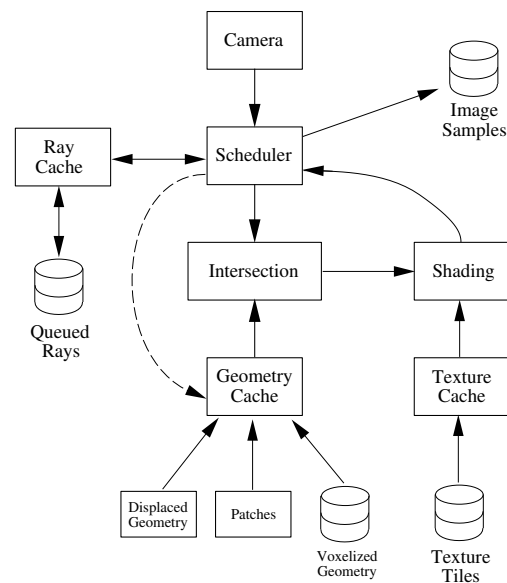 Camera
Image
Samples
Ray
Cache
Scheduler
Intersection
Shading
Queued
Rays
Geometry
Cache
Texture
Cache
Displaced
Geometry
Patches
Voxelized
Geometry
Texture
Tiles